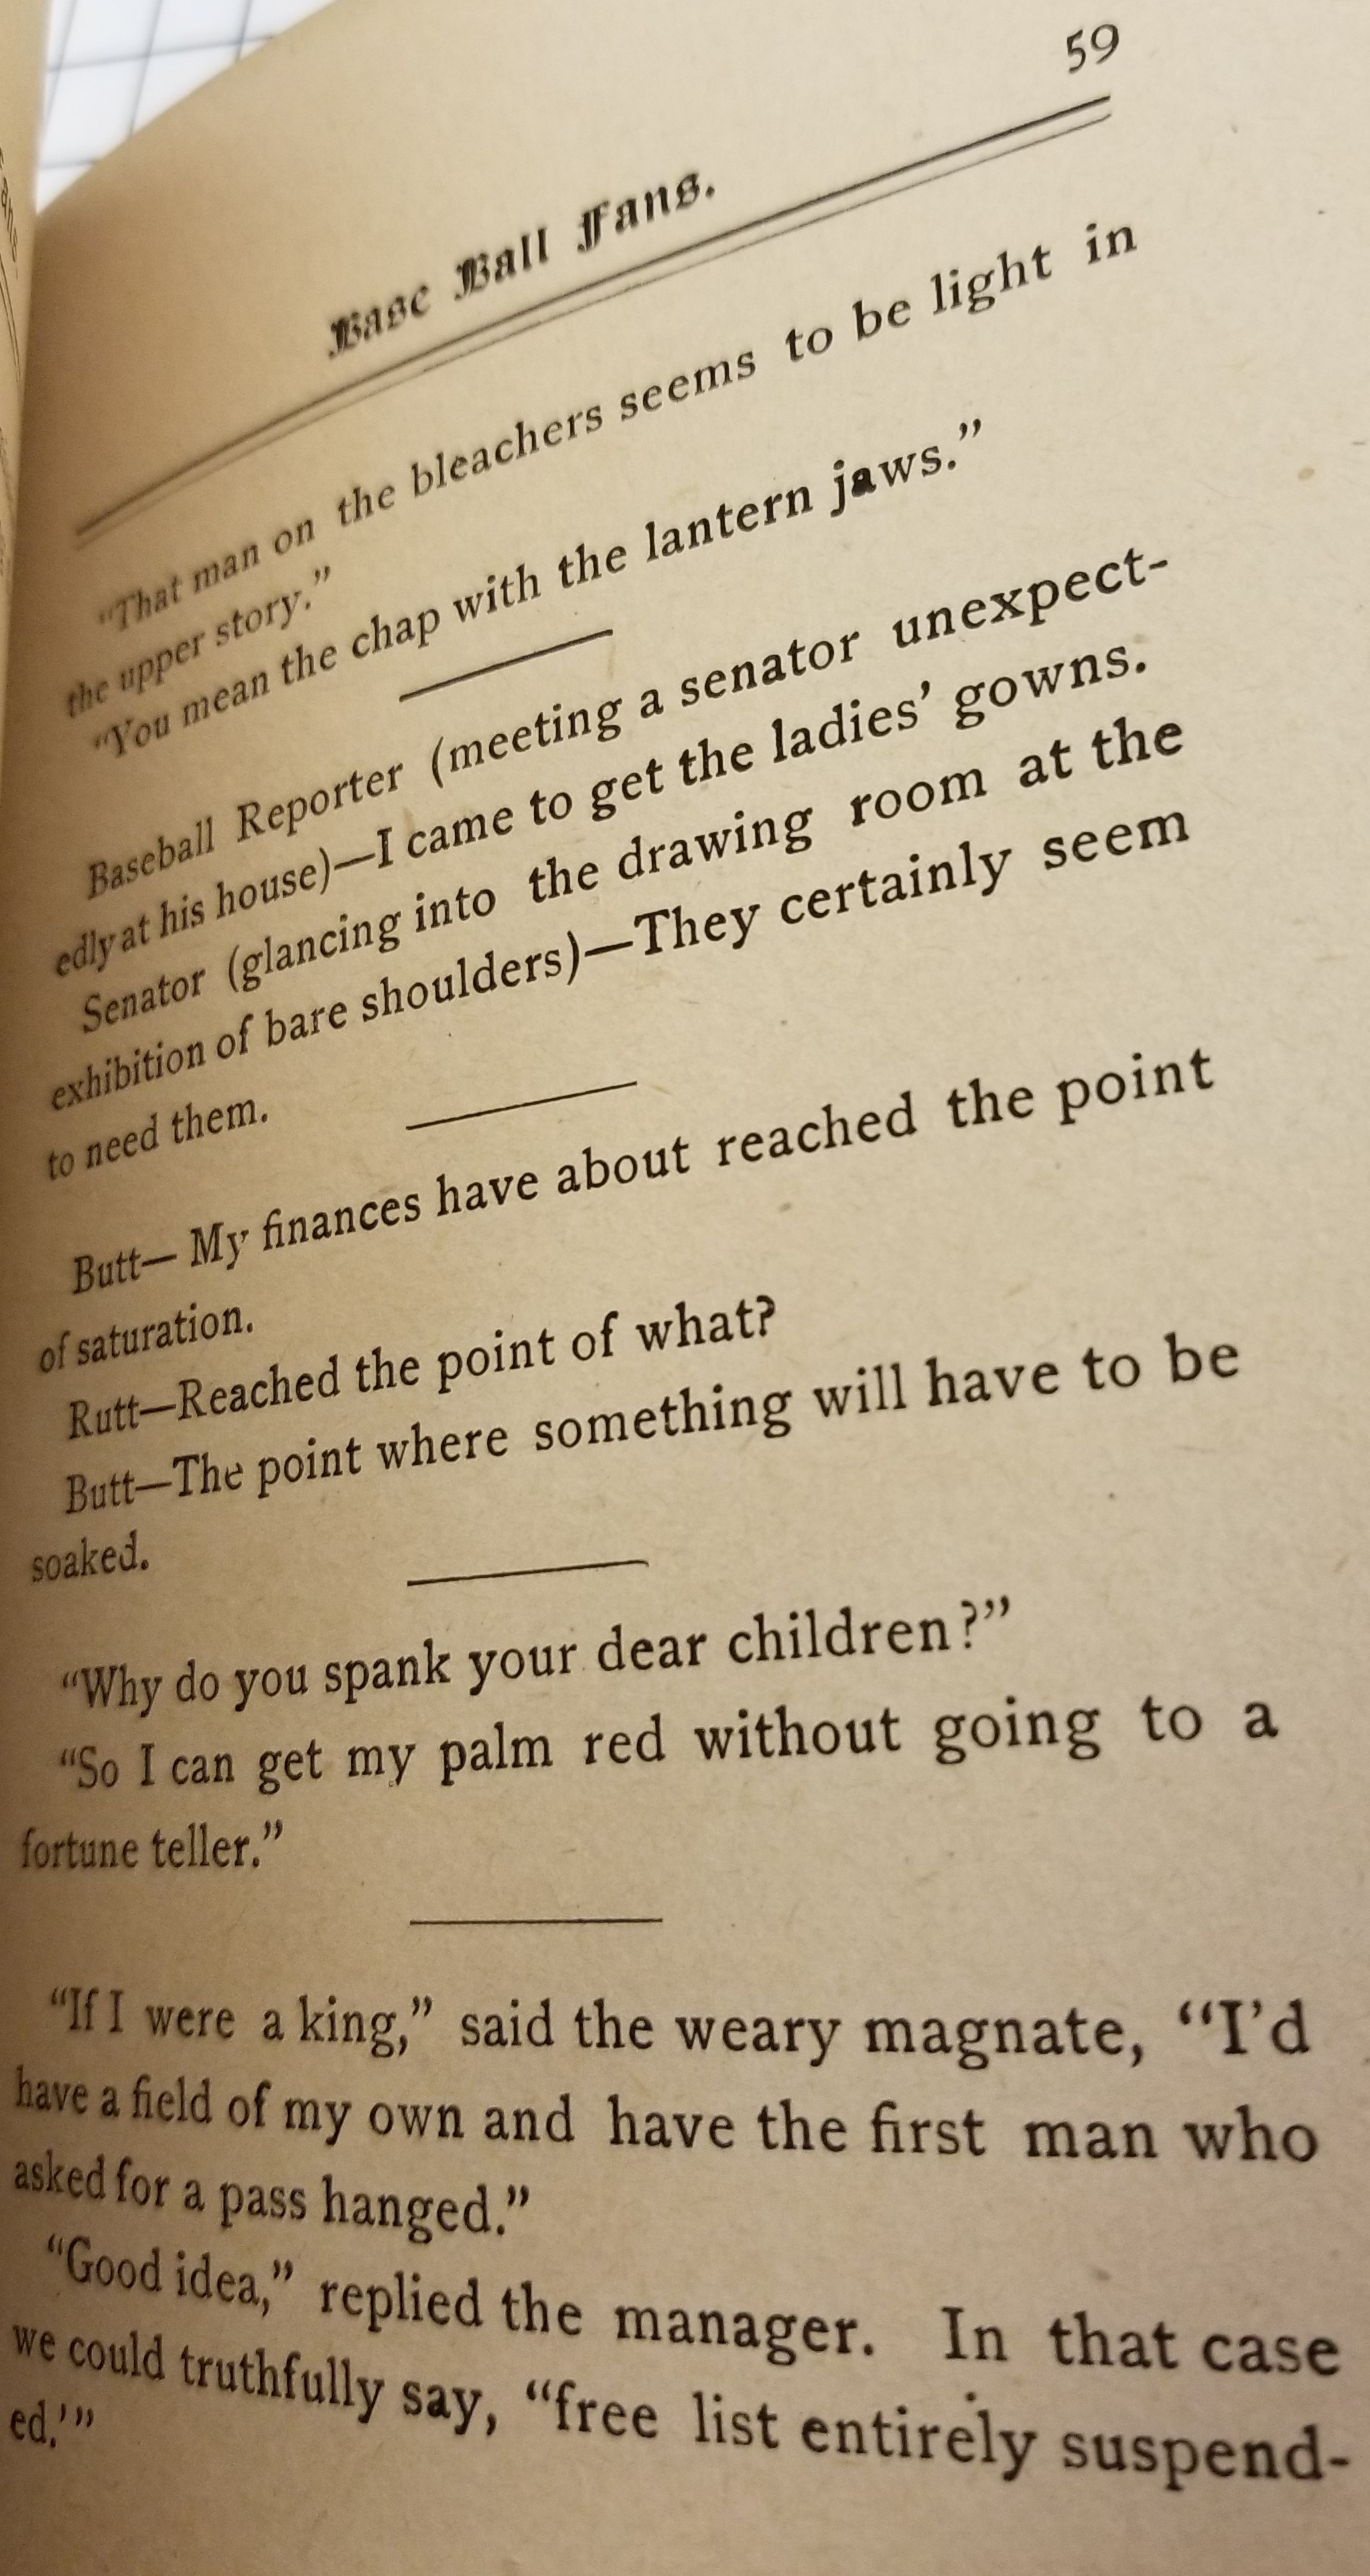 59
Base Ball Fans.
"That man on the bleachers seems to be light in
the upper story."
"You mean the chap with the lantern jaws."
Baseball Reporter (meeting a senator unexpect-
edly at his house)—I came to get the ladies' gowns.
Senator (glancing into the drawing room at the
exhibition of bare shoulders)—They certainly seem
to need them.
Butt— My finances have about reached the point
of saturation.
Rutt—Reached the point of what?
Butt—The point where something will have to be
soaked.
"Why do you spank your dear children?"
"So I can get my palm red without going to a
fortune teller."
"If I were a king," said the weary magnate, "I'd
have a field of my own and have the first man who
asked for a pass hanged."
"Good idea," replied the manager. In that case
we could truthfully say, "free list entirely suspend-
ed.'"